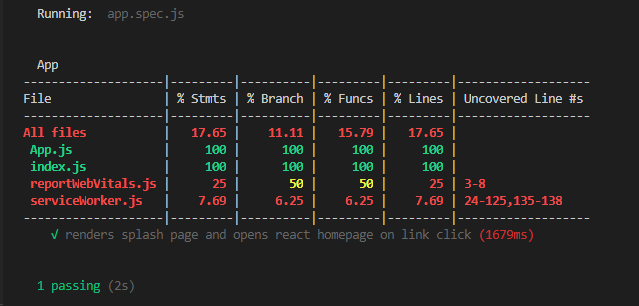 Running:  app.spec.js
App
--------------------|---------|----------|---------|---------|-------------------
File                | % Stmts | % Branch | % Funcs | % Lines | Uncovered Line #s
--------------------|---------|----------|---------|---------|-------------------
All files           |   17.65 |    11.11 |   15.79 |   17.65 |
 App.js             |     100 |      100 |     100 |     100 |
 index.js           |     100 |      100 |     100 |     100 |
 reportWebVitals.js |      25 |       50 |      50 |      25 | 3-8
 serviceWorker.js   |    7.69 |     6.25 |    6.25 |    7.69 | 24-125,135-138
--------------------|---------|----------|---------|---------|-------------------
√ renders splash page and opens react homepage on link click (1679ms)
1 passing (2s)